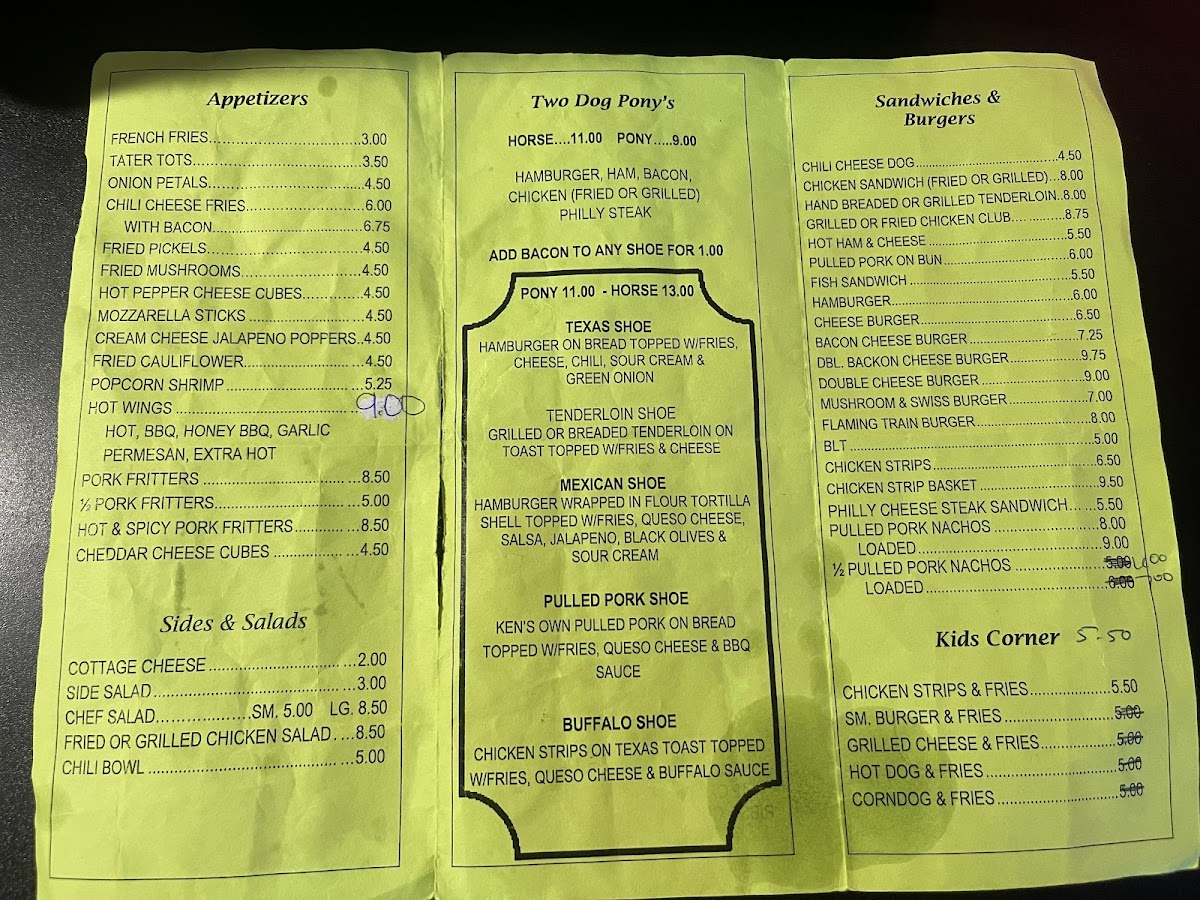 Appetizers
FRENCH FRIES..............................3.00
TATER TOTS..................................3.50
ONION PETALS..............................4.50
CHILI CHEESE FRIES.......................6.00
WITH BACON..............................6.75
FRIED PICKELS..............................4.50
FRIED MUSHROOMS.......................4.50
HOT PEPPER CHEESE CUBES............4.50
MOZZARELLA STICKS......................4.50
CREAM CHEESE JALAPENO POPPERS..4.50
FRIED CAULIFLOWER.......................4.50
POPCORN SHRIMP..........................5.25
HOT WINGS..................................9.00
HOT, BBQ, HONEY BBQ, GARLIC
PERMESAN, EXTRA HOT
PORK FRITTERS.............................8.50
½ PORK FRITTERS..........................5.00
HOT & SPICY PORK FRITTERS............8.50
CHEDDAR CHEESE CUBES.................4.50
Sides & Salads
COTTAGE CHEESE..........................2.00
SIDE SALAD..................................3.00
CHEF SALAD....................SM. 5.00 LG. 8.50
FRIED OR GRILLED CHICKEN SALAD....8.50
CHILI BOWL..................................5.00
Two Dog Pony's
HORSE....11.00 PONY.....9.00
HAMBURGER, HAM, BACON,
CHICKEN (FRIED OR GRILLED)
PHILLY STEAK
ADD BACON TO ANY SHOE FOR 1.00
PONY 11.00 - HORSE 13.00
TEXAS SHOE
HAMBURGER ON BREAD TOPPED W/FRIES,
CHEESE, CHILI, SOUR CREAM &
GREEN ONION
TENDERLOIN SHOE
GRILLED OR BREADED TENDERLOIN ON
TOAST TOPPED W/FRIES & CHEESE
MEXICAN SHOE
HAMBURGER WRAPPED IN FLOUR TORTILLA
SHELL TOPPED W/FRIES, QUESO CHEESE,
SALSA, JALAPENO, BLACK OLIVES &
SOUR CREAM
PULLED PORK SHOE
KEN'S OWN PULLED PORK ON BREAD
TOPPED W/FRIES, QUESO CHEESE & BBQ
SAUCE
BUFFALO SHOE
CHICKEN STRIPS ON TEXAS TOAST TOPPED
W/FRIES, QUESO CHEESE & BUFFALO SAUCE
Sandwiches &
Burgers
CHILI CHEESE DOG..................................4.50
CHICKEN SANDWICH (FRIED OR GRILLED)...8.00
HAND BREADED OR GRILLED TENDERLOIN..8.00
GRILLED OR FRIED CHICKEN CLUB............8.75
HOT HAM & CHEESE................................5.50
PULLED PORK ON BUN............................6.00
FISH SANDWICH.....................................5.50
HAMBURGER.........................................6.00
CHEESE BURGER...................................6.50
BACON CHEESE BURGER.........................7.25
DBL. BACKON CHEESE BURGER................9.75
DOUBLE CHEESE BURGER.......................9.00
MUSHROOM & SWISS BURGER.................7.00
FLAMING TRAIN BURGER.........................8.00
BLT.....................................................5.00
CHICKEN STRIPS...................................6.50
CHICKEN STRIP BASKET.........................9.50
PHILLY CHEESE STEAK SANDWICH......5.50
PULLED PORK NACHOS..........................8.00
LOADED..............................................9.00
½ PULLED PORK NACHOS.......................5.00 6.00
LOADED..............................................6.00 7.00
Kids Corner 5-50
CHICKEN STRIPS & FRIES....................5.50
SM. BURGER & FRIES..........................5.00
GRILLED CHEESE & FRIES...................5.00
HOT DOG & FRIES..............................5.00
CORNDOG & FRIES............................5.00